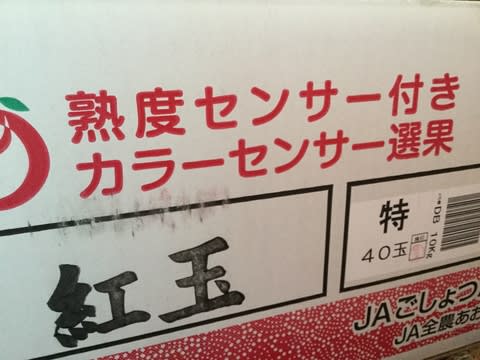 熟度センサー付き
カラーセンサー選果
紅玉
特
40玉
DB 10Kg
JAごしょつ
JA全農あお